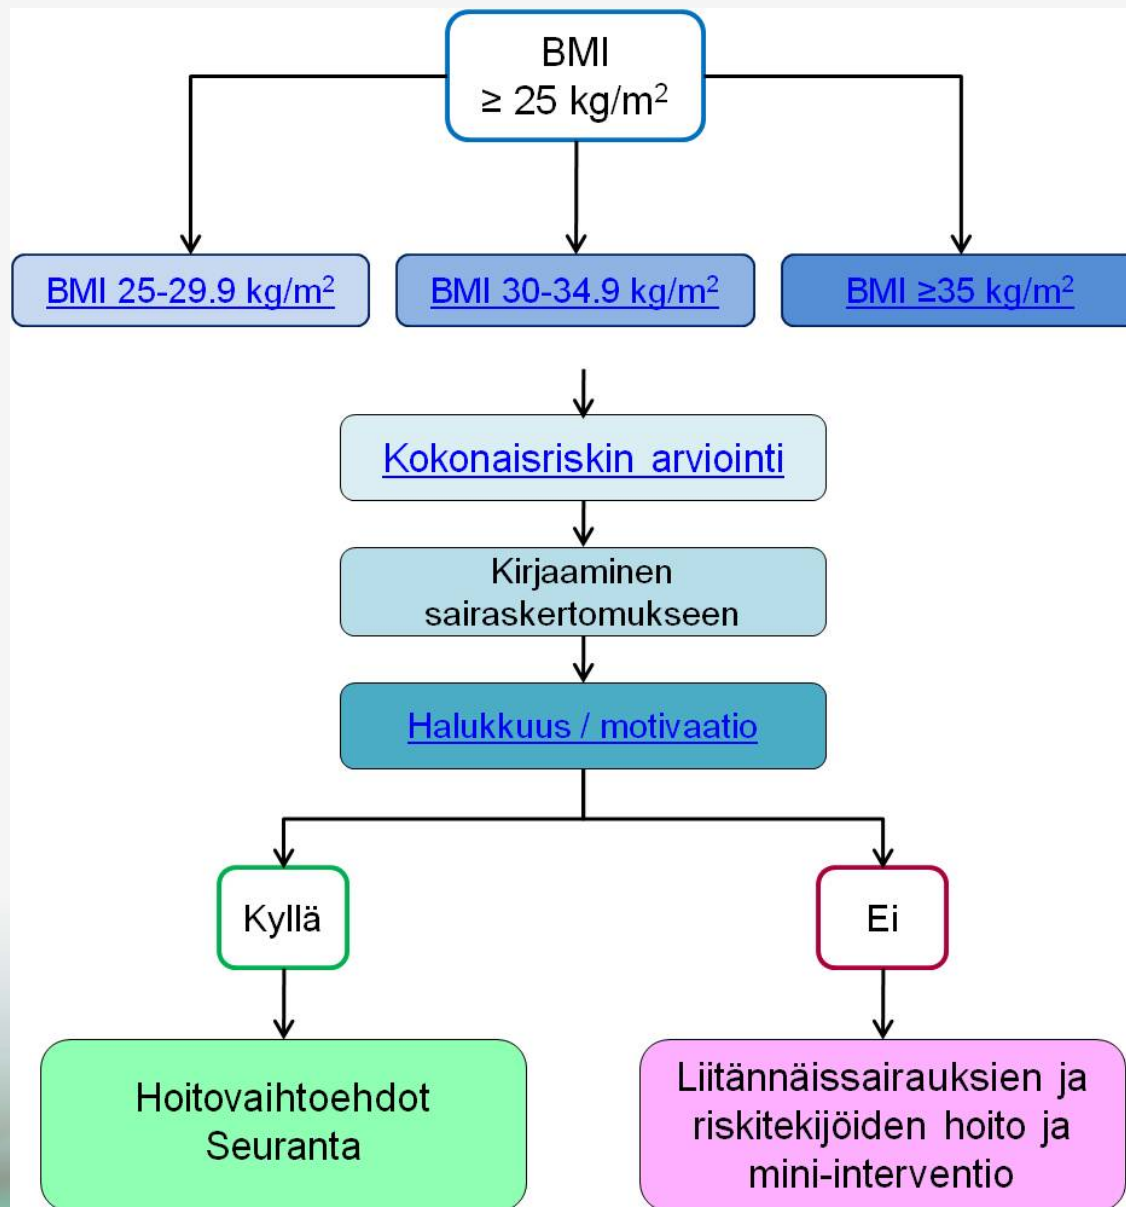 BMI
≥ 25 kg/m²
BMI 25-29.9 kg/m²
BMI 30-34.9 kg/m²
BMI ≥35 kg/m²
Kokonaisriskin arviointi
Kirjaaminen
sairaskertomukseen
Halukkuus / motivaatio
Kyllä
Ei
Hoitovaihtoehdot
Seuranta
Liitännäissairauksien ja
riskitekijöiden hoito ja
mini-interventio